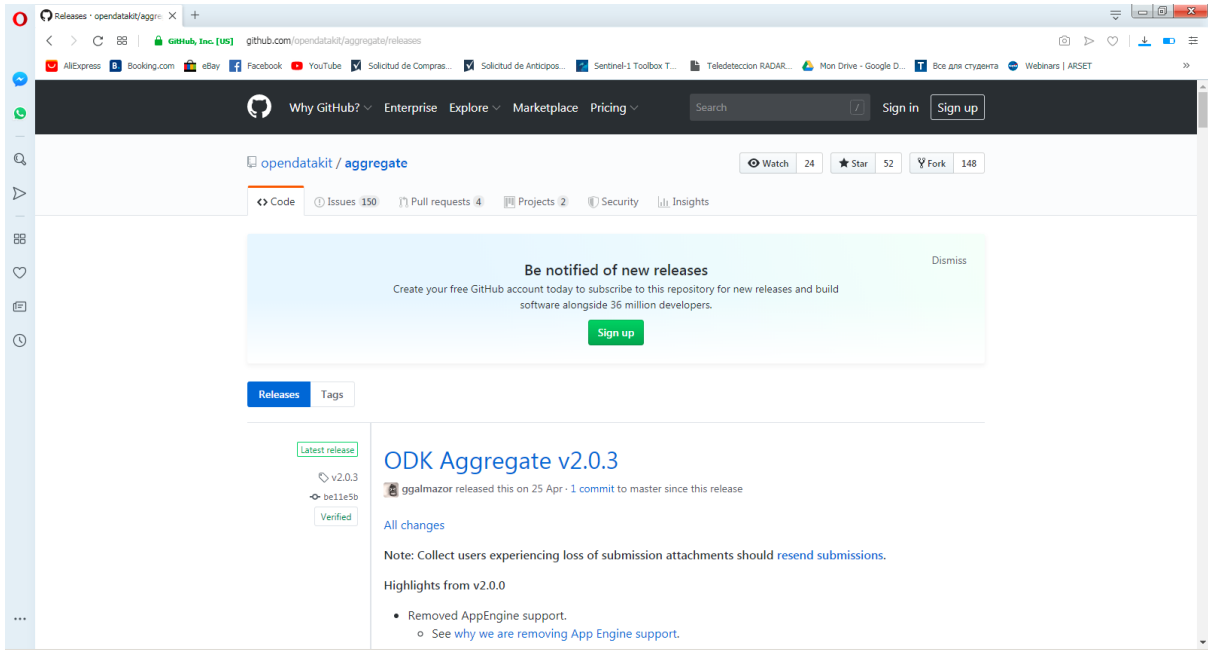 Releases · opendatakit/aggre
GitHub, Inc. [US] github.com/opendatakit/aggregate/releases
AliExpress B. Booking.com eBay Facebook YouTube Solicitud de Compras... Solicitud de Anticipos... Sentinel-1 Toolbox T... Teledeteccion RADAR... Mon Drive - Google D... T Все для студента Webinars | ARSET »
Why GitHub? Enterprise Explore Marketplace Pricing Search / Sign in Sign up
opendatakit / aggregate Watch 24 Star 52 Fork 148
Code Issues 150 Pull requests 4 Projects 2 Security Insights
Dismiss
Be notified of new releases
Create your free GitHub account today to subscribe to this repository for new releases and build
software alongside 36 million developers.
Sign up
Releases Tags
Latest release
v2.0.3
be11e5b
Verified
ODK Aggregate v2.0.3
ggalmazor released this on 25 Apr · 1 commit to master since this release
All changes
Note: Collect users experiencing loss of submission attachments should resend submissions.
Highlights from v2.0.0
• Removed AppEngine support.
○ See why we are removing App Engine support.